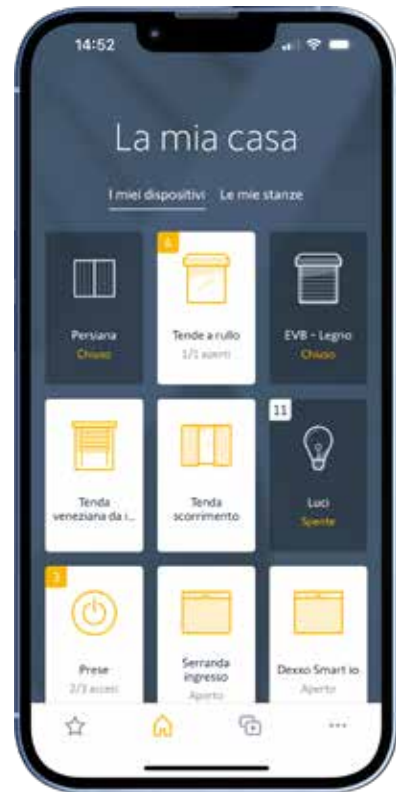 14:52
La mia casa
I miei dispositivi Le mie stanze
6
Persiana
Chiuso
Tende a rullo
1/1 aperti
EVB - Legno
Chiuso
Tenda
veneziana da i...
Tenda
scorrimento
11
Luci
Spente
3
Prese
2/3 accesi
Serranda
ingresso
Aperto
Dexxo Smart io
Aperto